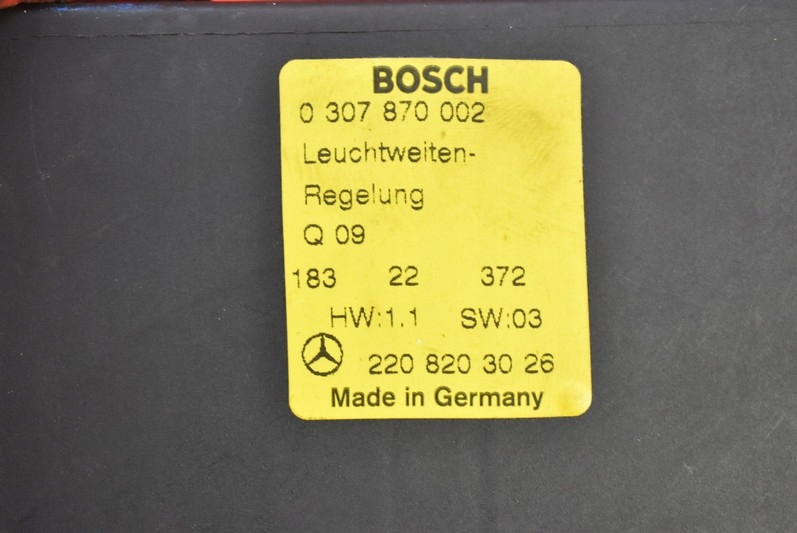 BOSCH
0 307 870 002
Leuchtweiten-
Regelung
Q 09
183 22 372
HW:1.1 SW:03
220 820 30 26
Made in Germany